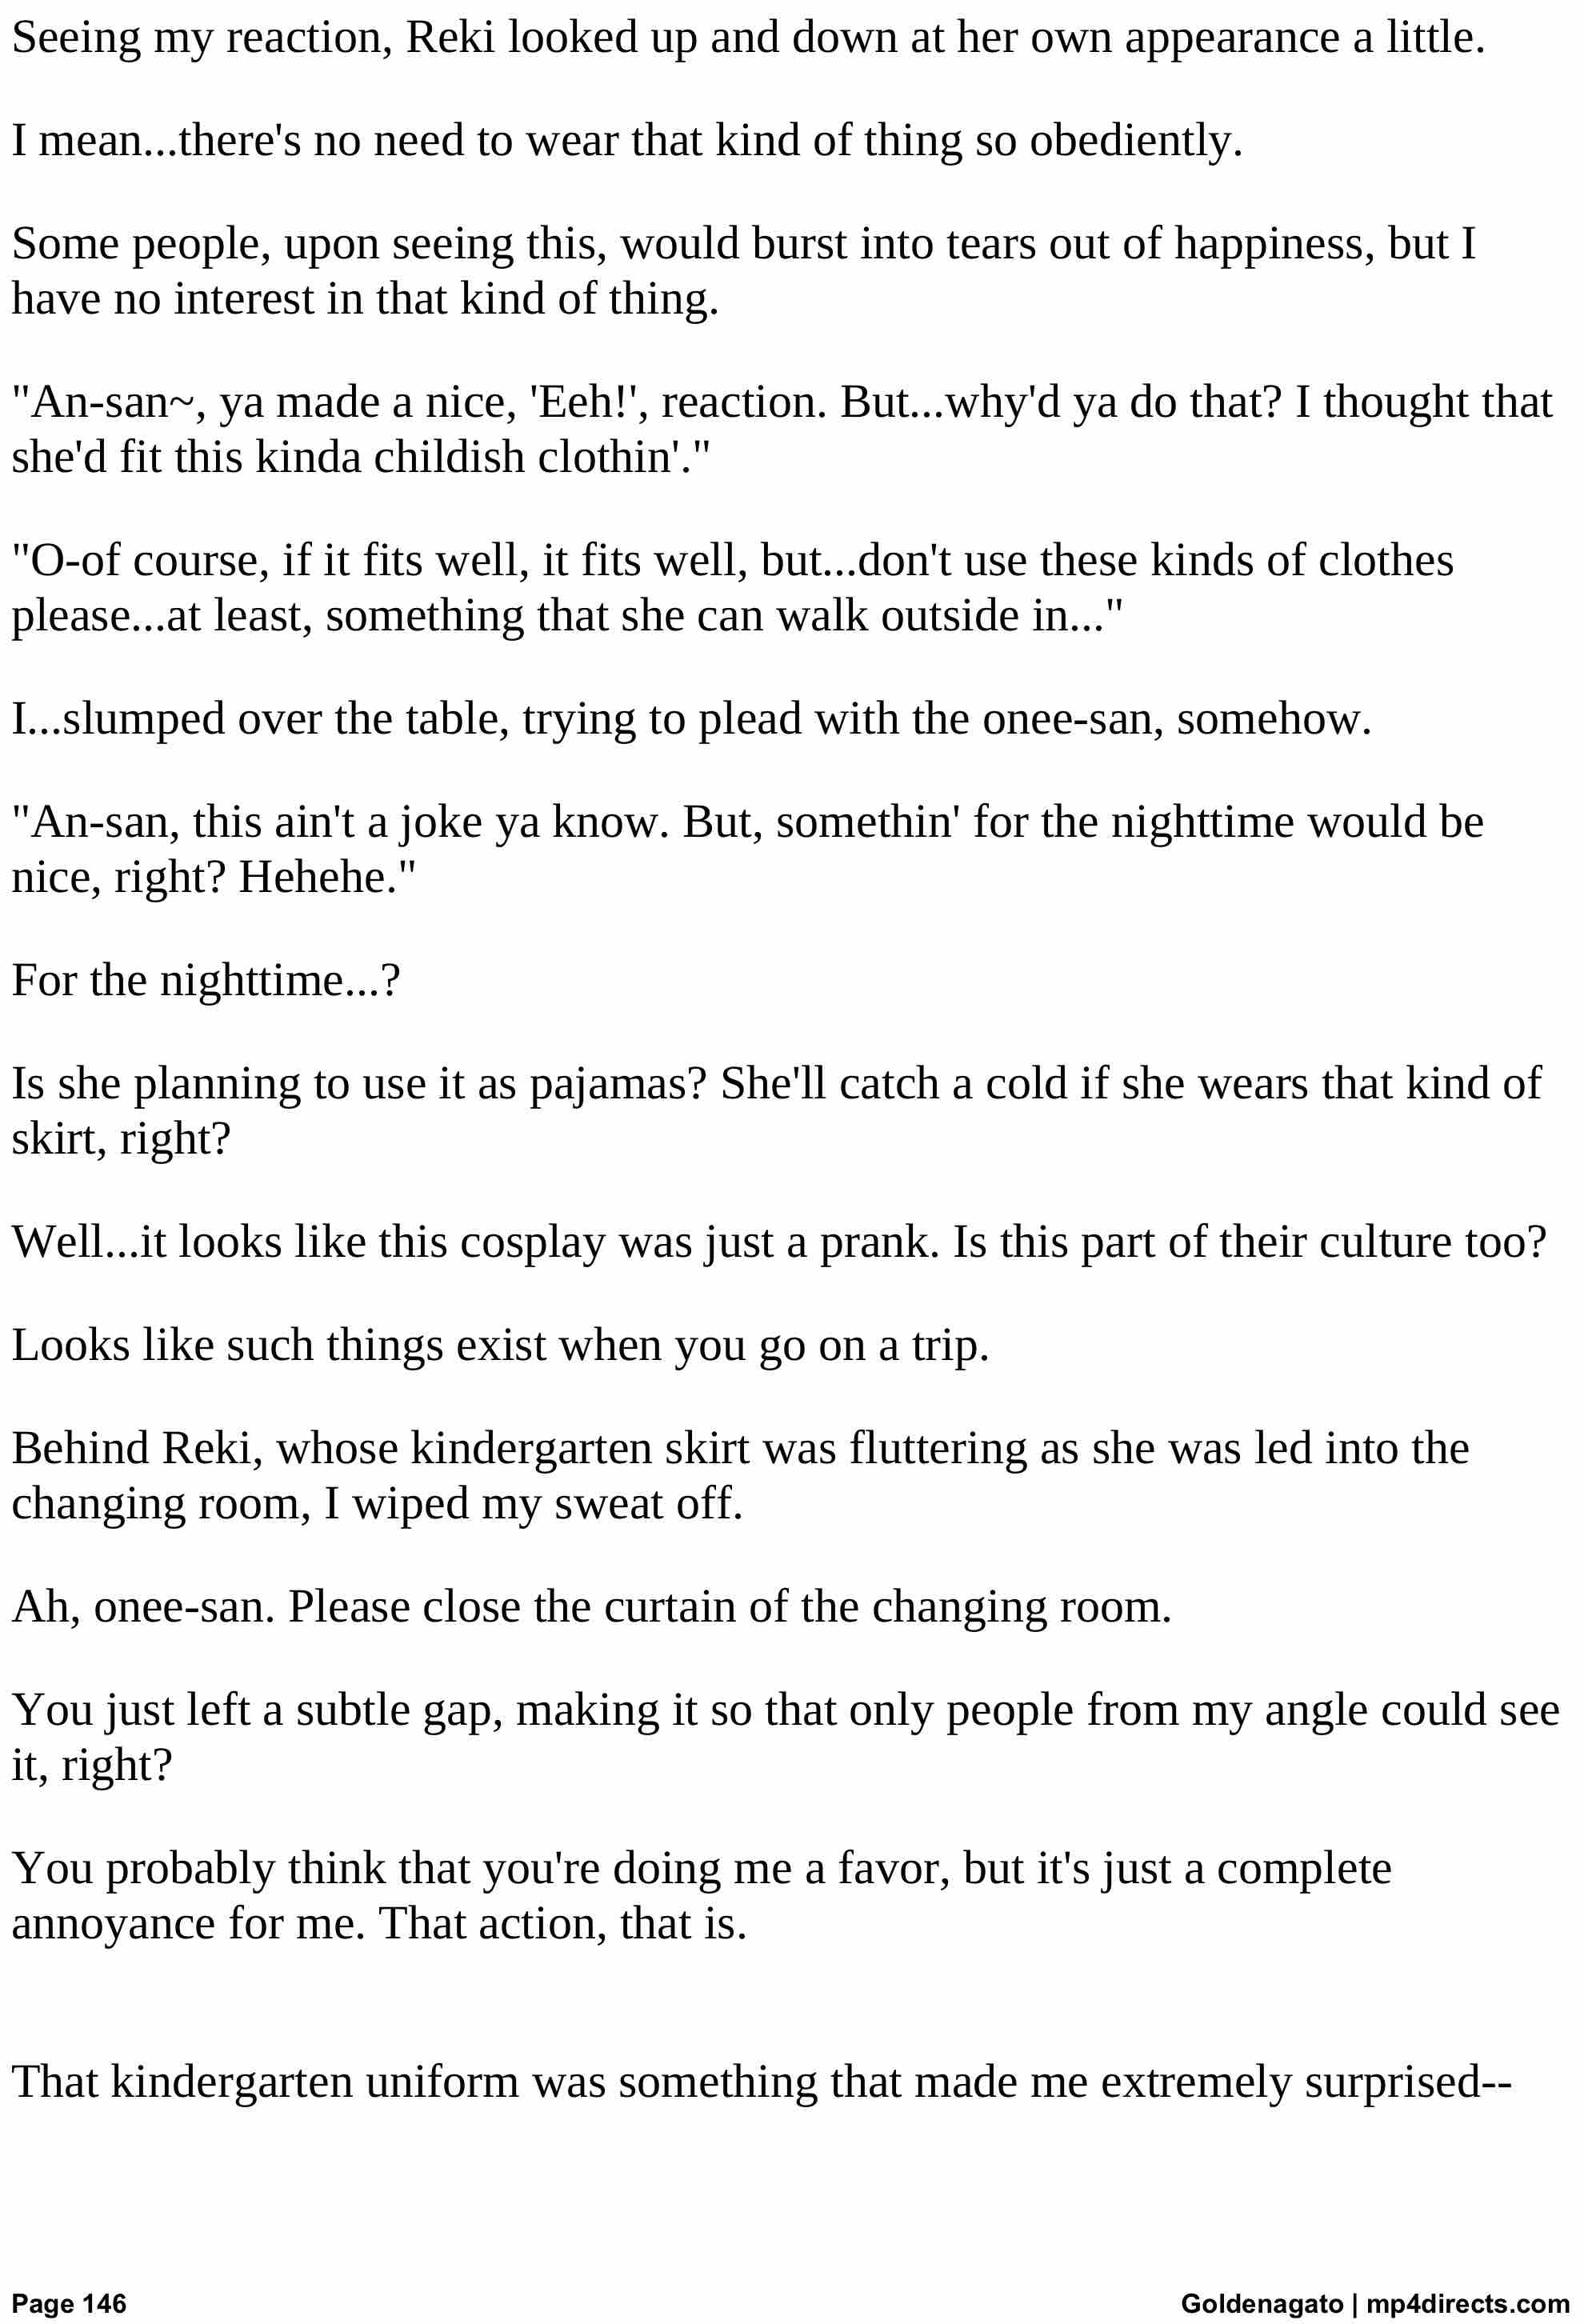 Seeing my reaction, Reki looked up and down at her own appearance a little.
I mean...there's no need to wear that kind of thing so obediently.
Some people, upon seeing this, would burst into tears out of happiness, but I
have no interest in that kind of thing.
"An-san~, ya made a nice, 'Eeh!', reaction. But...why'd ya do that? I thought that
she'd fit this kinda childish clothin'."
"O-of course, if it fits well, it fits well, but...don't use these kinds of clothes
please...at least, something that she can walk outside in..."
I...slumped over the table, trying to plead with the onee-san, somehow.
"An-san, this ain't a joke ya know. But, somethin' for the nighttime would be
nice, right? Hehehe."
For the nighttime...?
Is she planning to use it as pajamas? She'll catch a cold if she wears that kind of
skirt, right?
Well...it looks like this cosplay was just a prank. Is this part of their culture too?
Looks like such things exist when you go on a trip.
Behind Reki, whose kindergarten skirt was fluttering as she was led into the
changing room, I wiped my sweat off.
Ah, onee-san. Please close the curtain of the changing room.
You just left a subtle gap, making it so that only people from my angle could see
it, right?
You probably think that you're doing me a favor, but it's just a complete
annoyance for me. That action, that is.
That kindergarten uniform was something that made me extremely surprised--
Page 146
Goldenagato | mp4directs.com